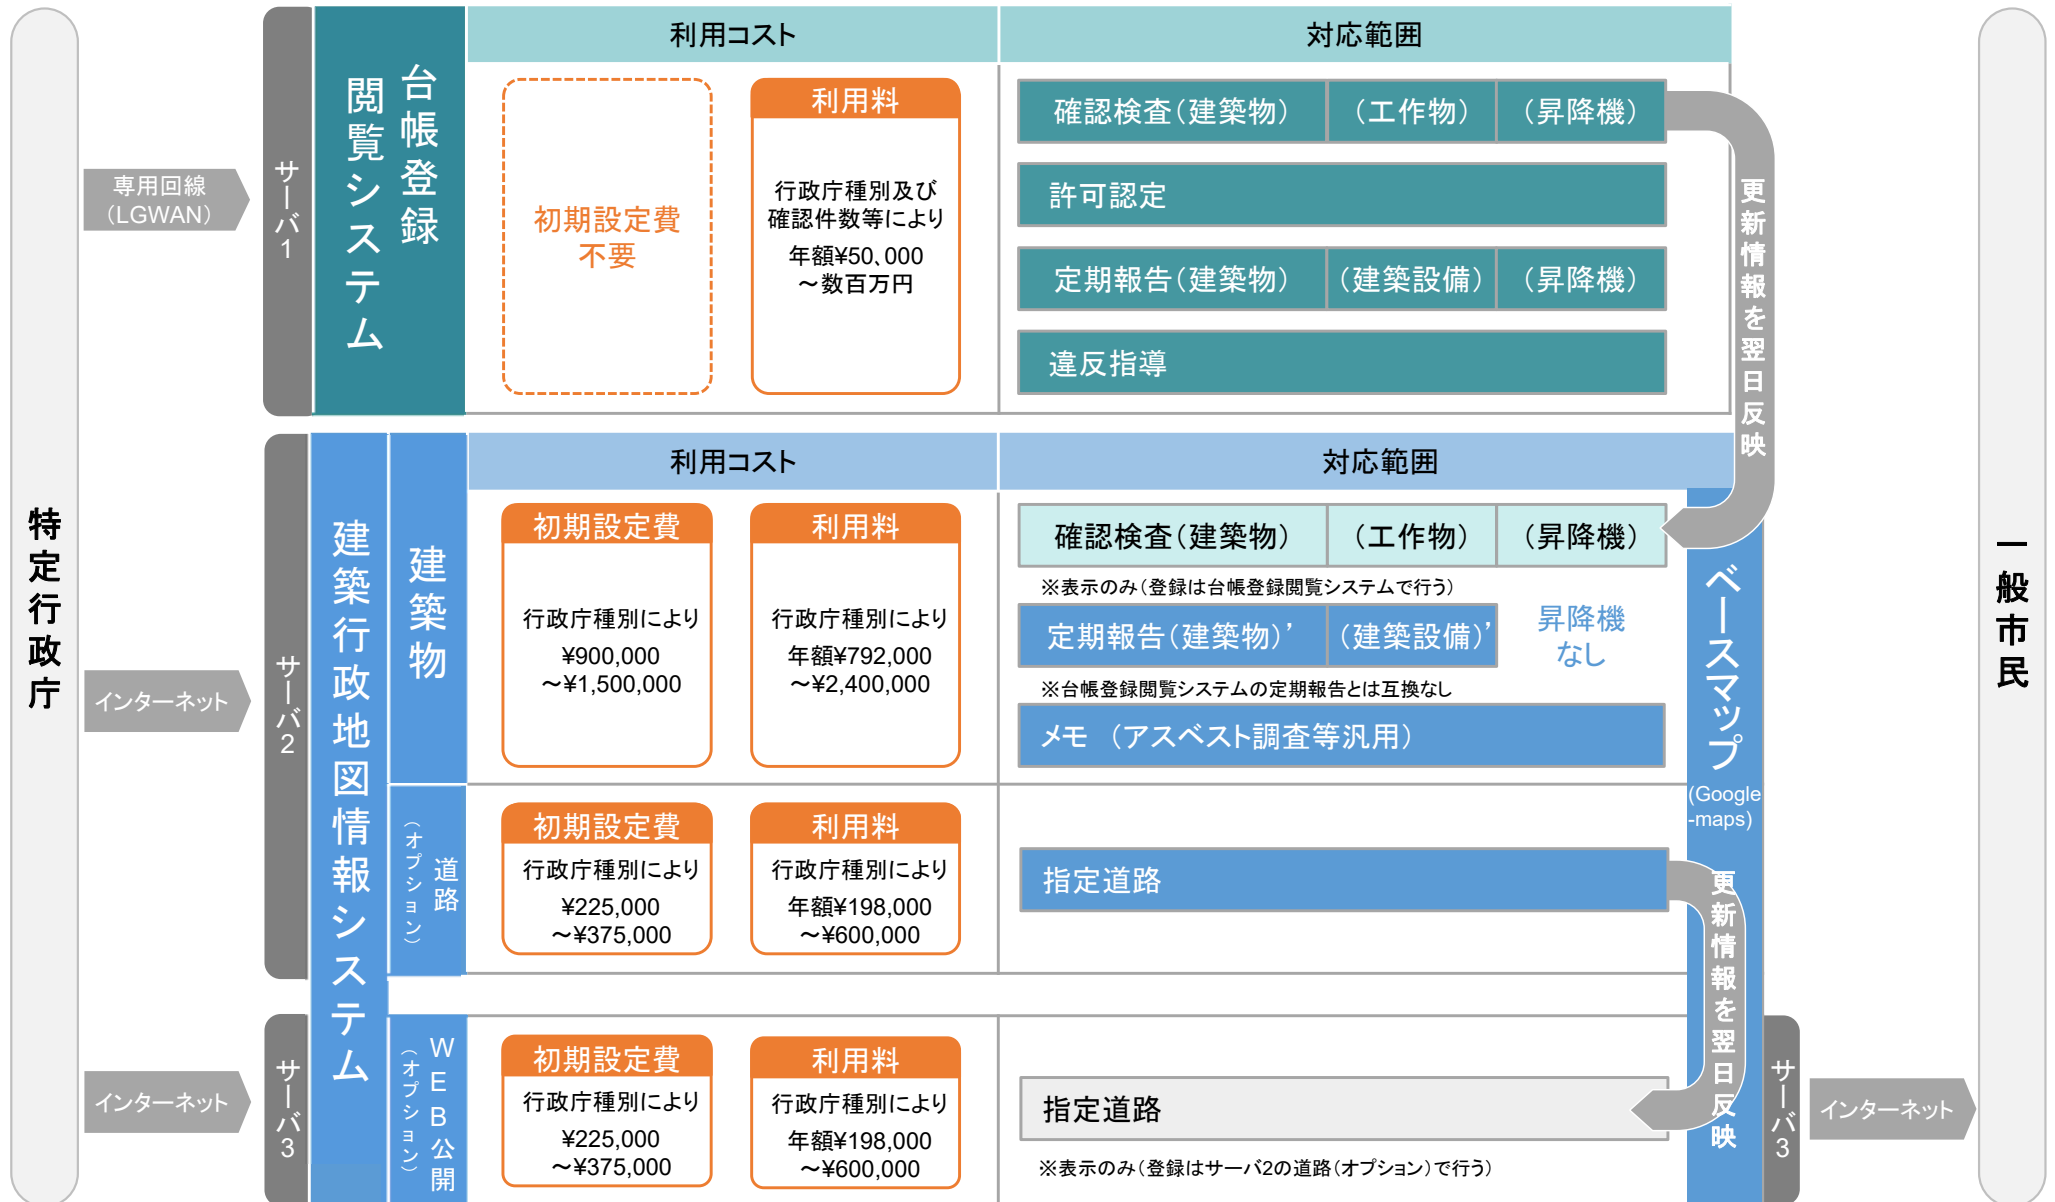 特定行政庁
専用回線
（LGWAN）
サーバ1
台帳登録
閲覧システム
利用コスト
対応範囲
初期設定費
不要
利用料
行政庁種別及び
確認件数等により
年額¥50、000
～数百万円
確認検査（建築物）
（工作物）
（昇降機）
許可認定
定期報告（建築物）
（建築設備）
（昇降機）
違反指導
更新情報を翌日反映
インターネット
サーバ2
建築行政地図情報システム
建築物
利用コスト
対応範囲
初期設定費
行政庁種別により
¥900,000
～¥1,500,000
利用料
行政庁種別により
年額¥792,000
～¥2,400,000
確認検査（建築物）
（工作物）
（昇降機）
※表示のみ（登録は台帳登録閲覧システムで行う）
定期報告（建築物）’
（建築設備）’
昇降機
なし
※台帳登録閲覧システムの定期報告とは互換なし
メモ　（アスベスト調査等汎用）
ベースマップ
(Google
-maps)
道路
（オプション）
初期設定費
行政庁種別により
¥225,000
～¥375,000
利用料
行政庁種別により
年額¥198,000
～¥600,000
指定道路
更新情報を翌日反映
インターネット
サーバ3
WEB公開
（オプション）
初期設定費
行政庁種別により
¥225,000
～¥375,000
利用料
行政庁種別により
年額¥198,000
～¥600,000
指定道路
※表示のみ（登録はサーバ2の道路（オプション）で行う）
サーバ3
インターネット
一般市民